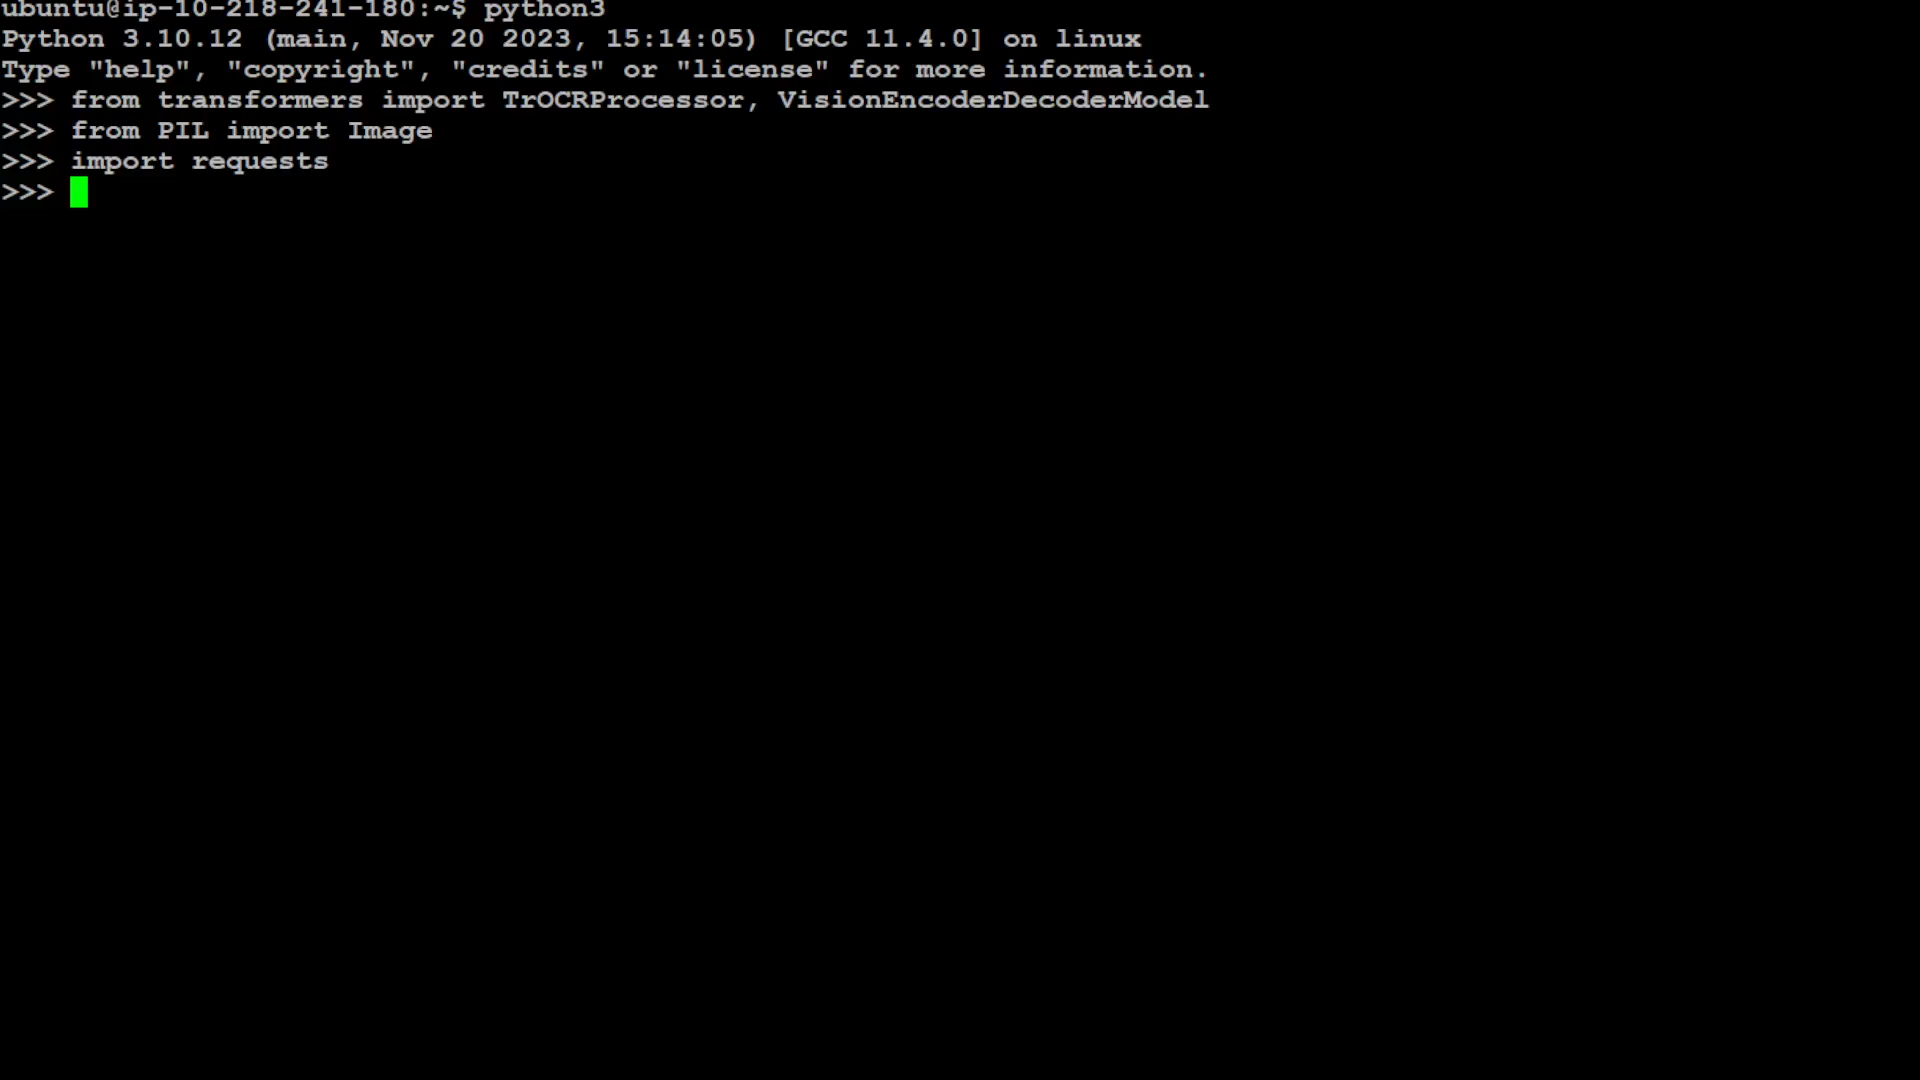 ubuntu@ip-10-218-241-180:~$ python3
Python 3.10.12 (main, Nov 20 2023, 15:14:05) [GCC 11.4.0] on linux
Type "help", "copyright", "credits" or "license" for more information.
>>> from transformers import TrOCRProcessor, VisionEncoderDecoderModel
>>> from PIL import Image
>>> import requests
>>>